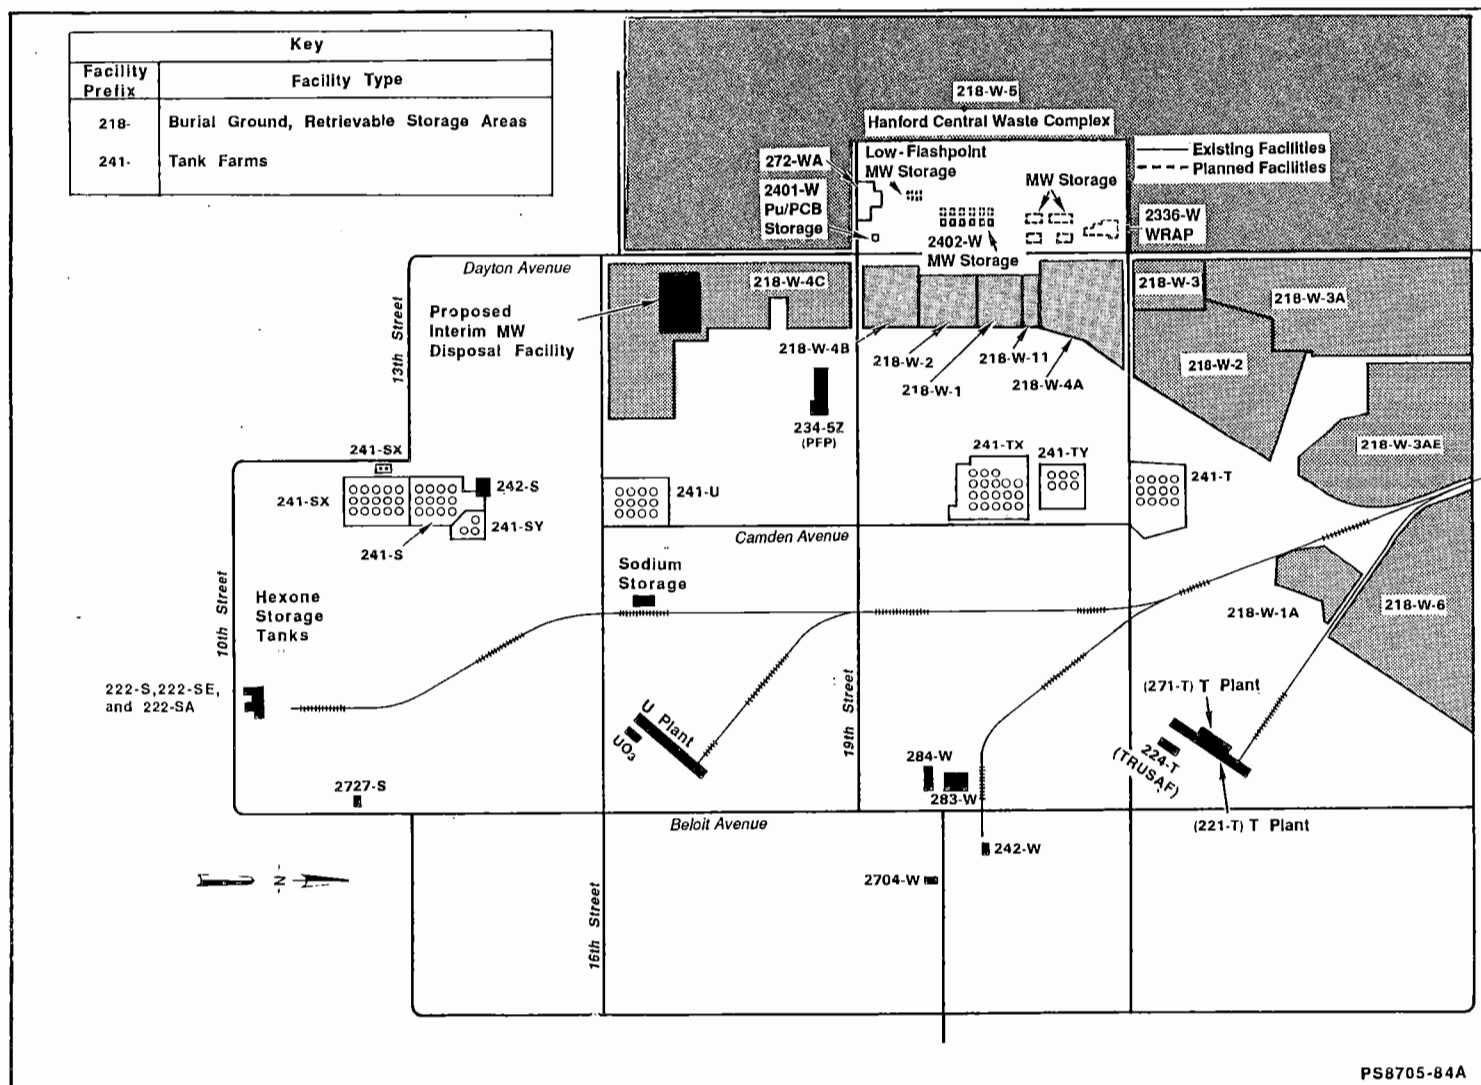 Key
Facility Prefix
Facility Type
218-
Burial Ground, Retrievable Storage Areas
241-
Tank Farms
218-W-5
Hanford Central Waste Complex
272-WA
2401-W
Pu/PCB
Storage
Low-Flashpoint
MW Storage
MW Storage
2402-W
MW Storage
Existing Facilities
Planned Facilities
2336-W
WRAP
Dayton Avenue
13th Street
Proposed
Interim MW
Disposal Facility
218-W-4C
218-W-4B
218-W-2
218-W-1
218-W-11
218-W-4A
218-W-3
218-W-3A
218-W-2
218-W-3AE
234-5Z
(PFP)
241-SX
241-SX
242-S
241-SY
241-S
241-U
241-TX
241-TY
241-T
Camden Avenue
10th Street
Hexone
Storage
Tanks
Sodium
Storage
218-W-1A
218-W-6
222-S,222-SE,
and 222-SA
U Plant
UO3
19th Street
(271-T) T Plant
224-T
(TRUSAF)
(221-T) T Plant
284-W
283-W
2727-S
Beloit Avenue
242-W
2704-W
-N-
16th Street
PS8705-84A